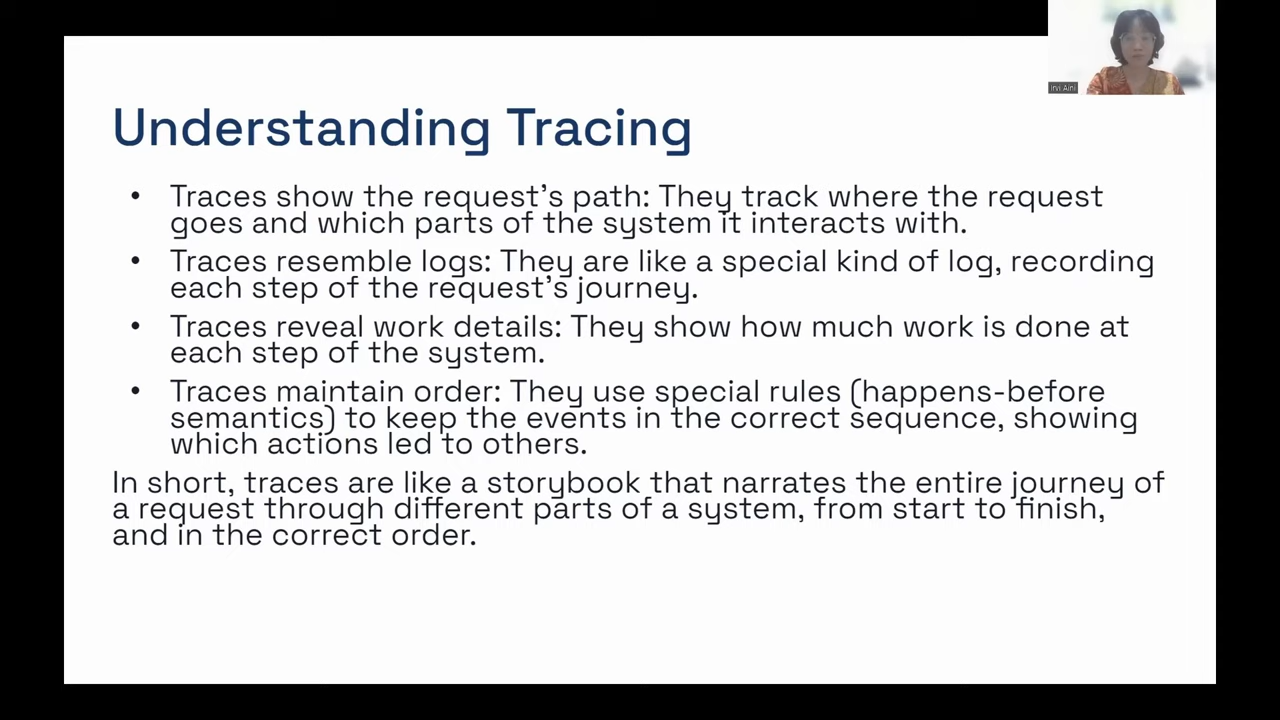 Irvi Aini
Understanding Tracing
• Traces show the request’s path: They track where the request
goes and which parts of the system it interacts with.
• Traces resemble logs: They are like a special kind of log, recording
each step of the request’s journey.
• Traces reveal work details: They show how much work is done at
each step of the system.
• Traces maintain order: They use special rules (happens-before
semantics) to keep the events in the correct sequence, showing
which actions led to others.
In short, traces are like a storybook that narrates the entire journey of
a request through different parts of a system, from start to finish,
and in the correct order.